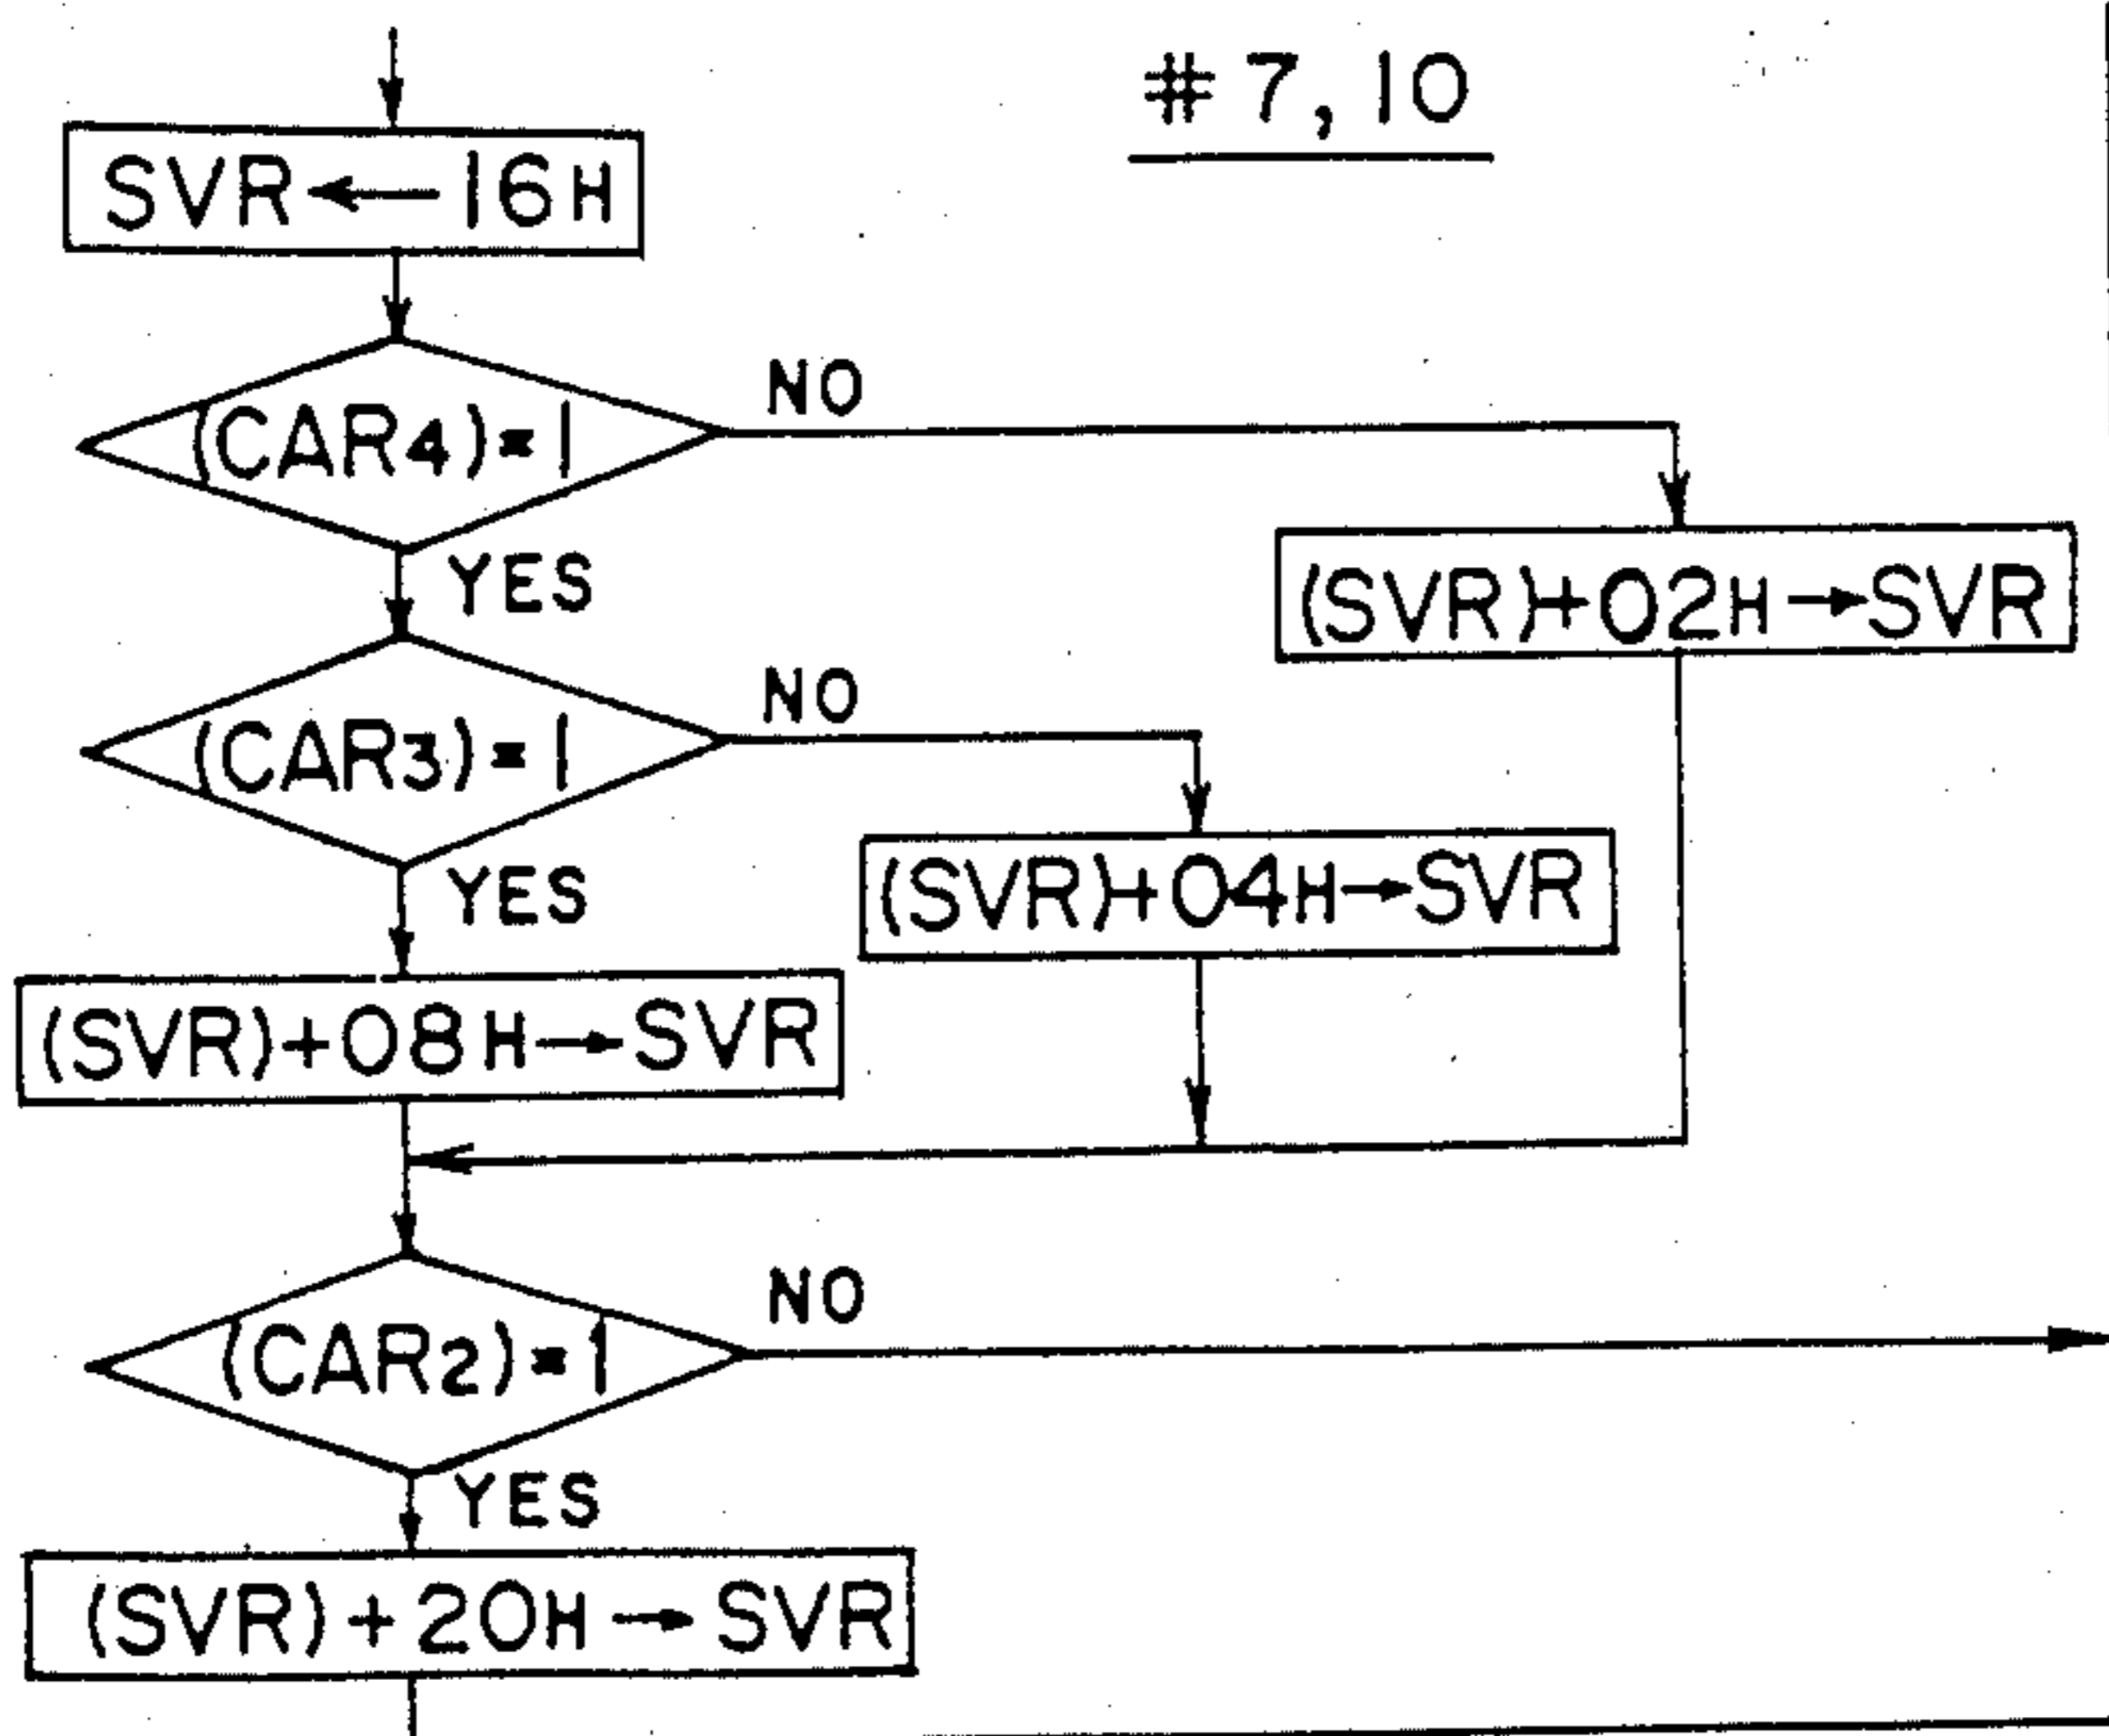 # 7, 10
SVR ← 16H
(CAR4) = 1
NO
YES
(SVR)+02H → SVR
(CAR3) = 1
NO
YES
(SVR)+04H → SVR
(SVR)+08H → SVR
(CAR2) = 1
NO
YES
(SVR)+20H → SVR